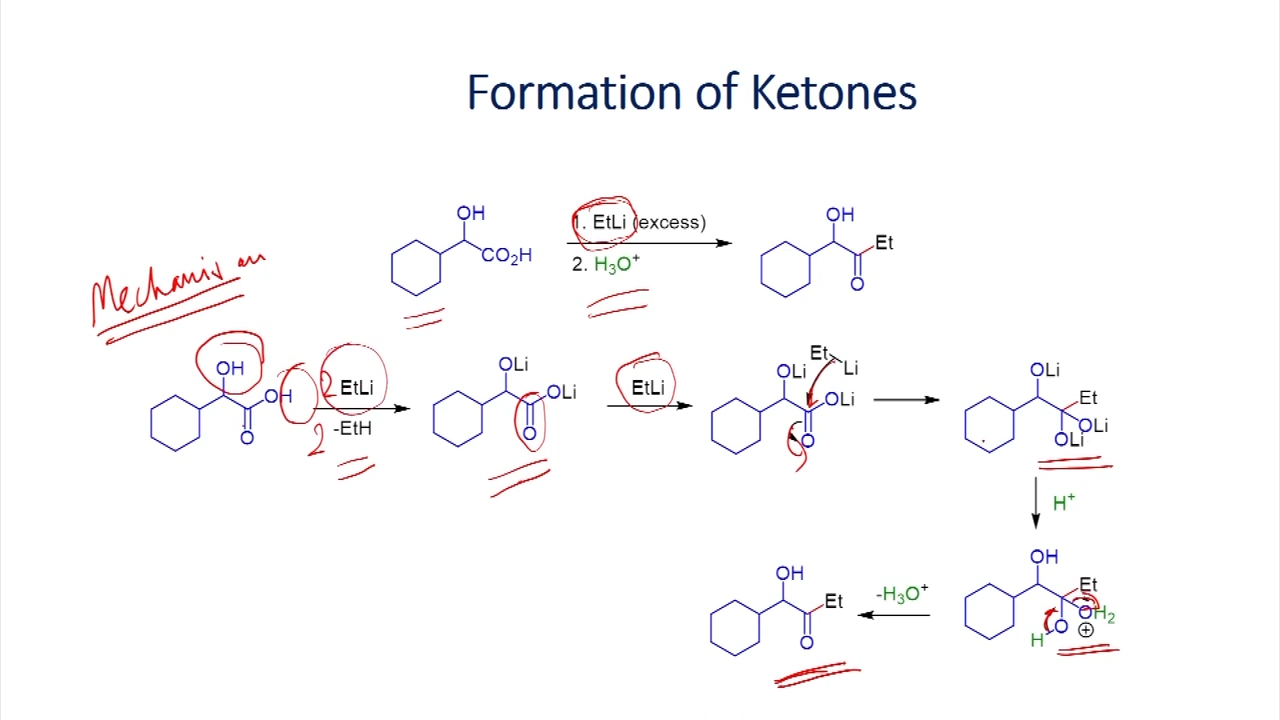 Formation of Ketones
OH
CO₂H
1. EtLi (excess)
2. H₃O⁺
OH
Et
O
Mechanism
OH
OH
O
2 EtLi
2 -EtH
OLi
OLi
O
EtLi
Et
Li
OLi
OLi
O
OLi
Et
OLi
OLi
H⁺
OH
Et
OH₂
O
H
⊕
-H₃O⁺
OH
Et
O